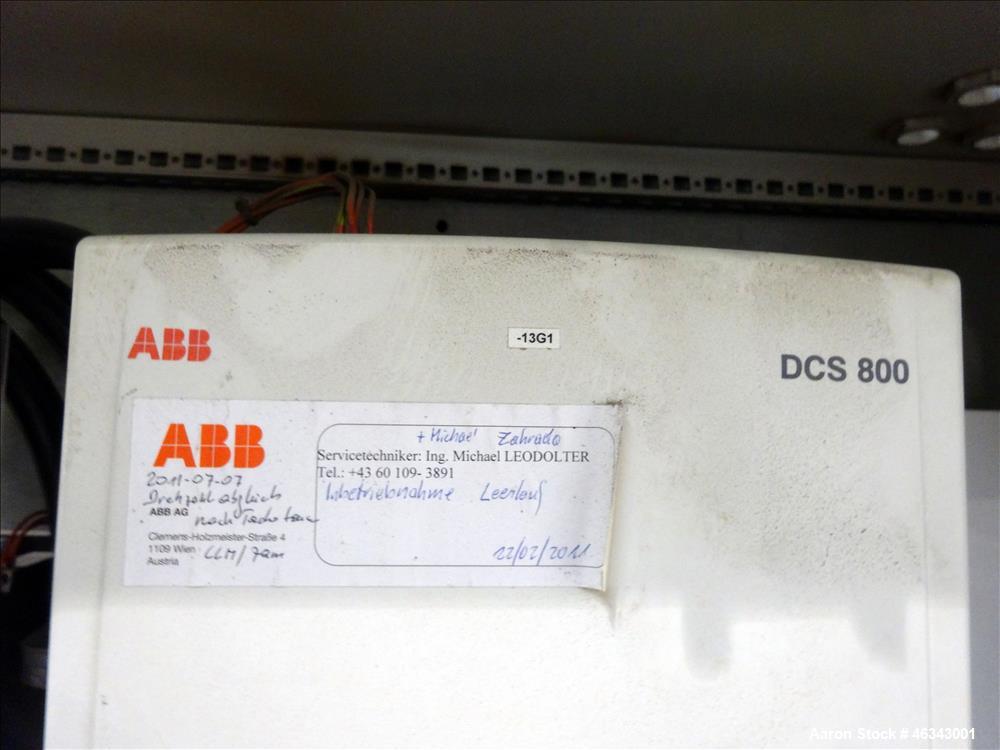 ABB
-13G1
DCS 800
ABB
+ Michael Zahrada
Servicetechniker: Ing. Michael LEODOLTER
Tel.: +43 60 109- 3891
Inbetriebnahme Leerlauf
22/02/2011
2011-07-07
Drehzahlabgleich
ABB AG
nach
Clemens-Holzmeister-Straße 4
1109 Wien
Austria
Aaron Stock # 46343001